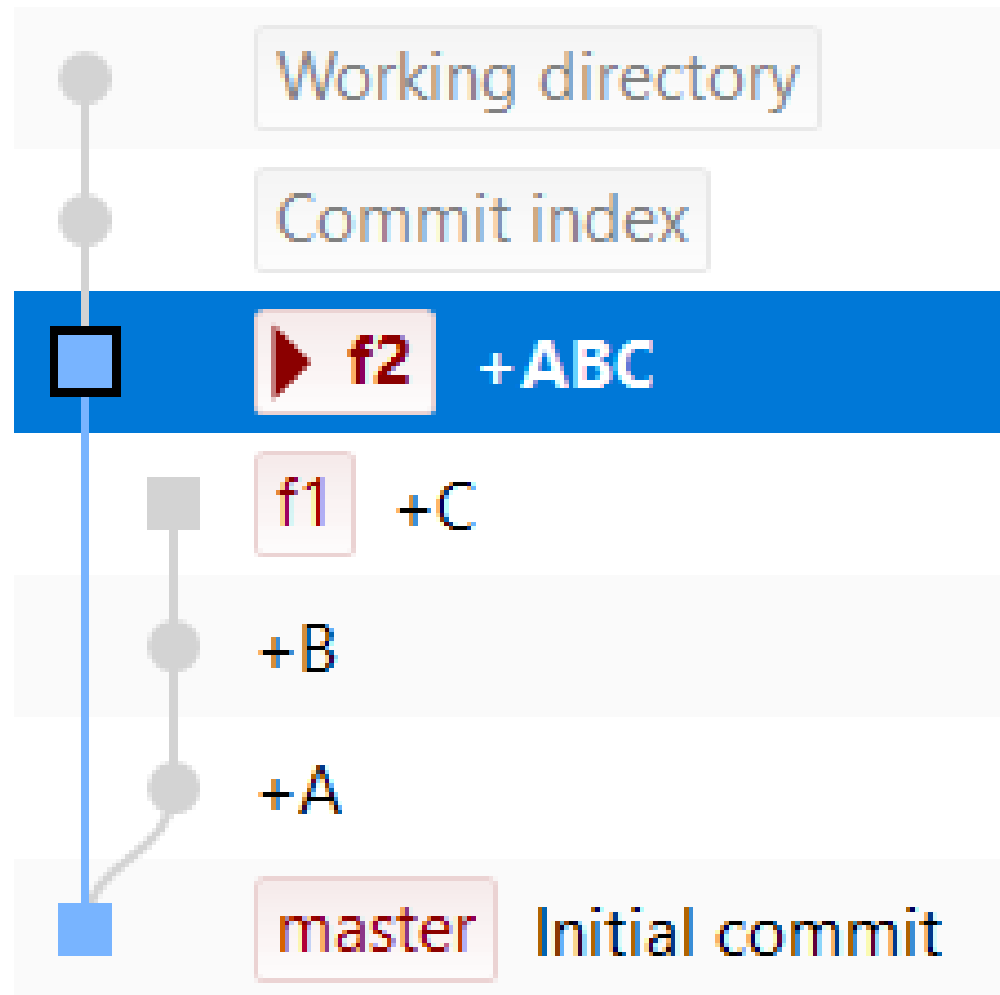 Working directory
Commit index
f2 +ABC
f1 +C
+B
+A
master Initial commit